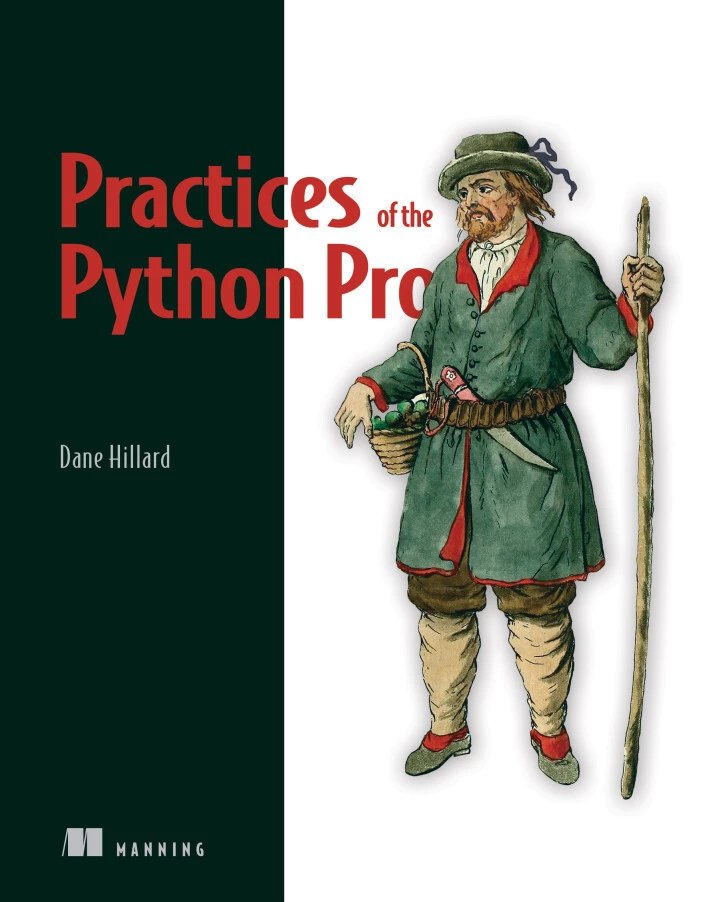 Practices of the
Python Pro
Dane Hillard
MANNING